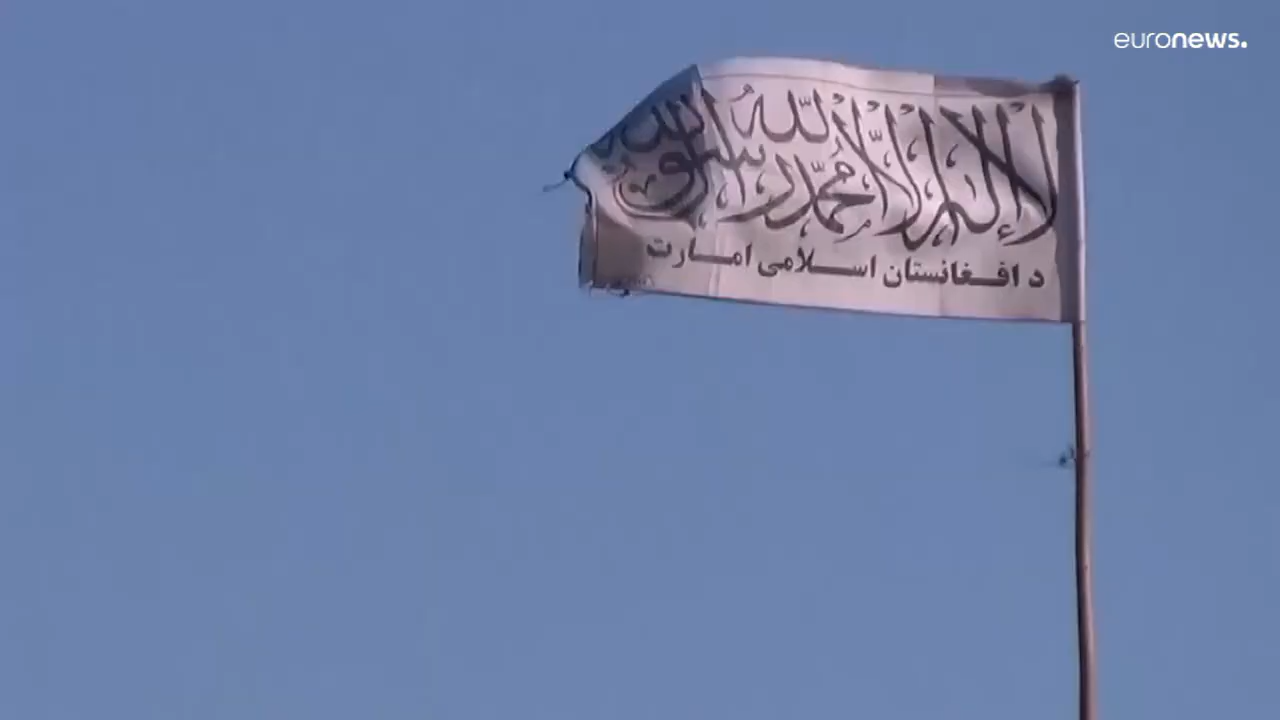 euronews.
لا إله إلا الله محمد رسول الله
د افغانستان اسلامی امارت